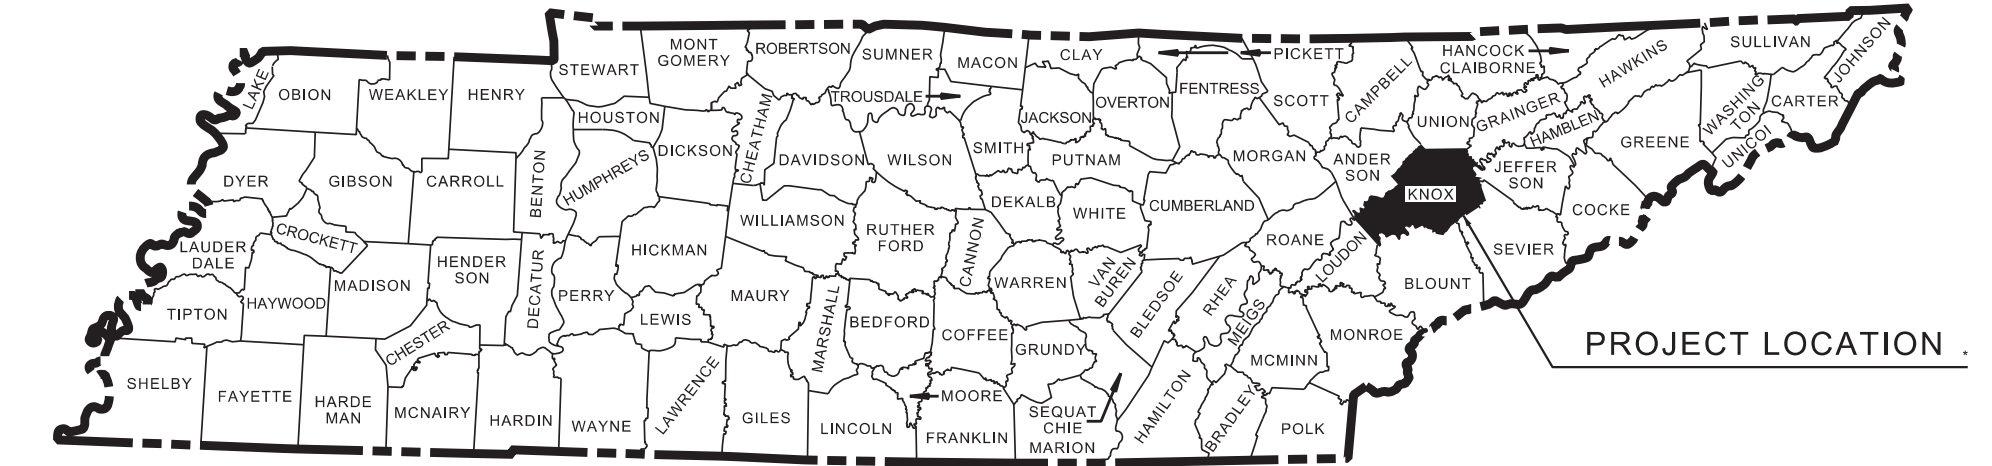 MONT
GOMERY
ROBERTSON
SUMNER
MACON
CLAY
PICKETT
HANCOCK
CLAIBORNE
HAWKINS
SULLIVAN
JOHNSON
LAKE
OBION
WEAKLEY
HENRY
STEWART
HOUSTON
TROUSDALE
JACKSON
OVERTON
FENTRESS
SCOTT
CAMPBELL
UNION
GRAINGER
HAMBLEN
GREENE
WASHING
TON
CARTER
UNICOI
DYER
GIBSON
CARROLL
BENTON
HUMPHREYS
DICKSON
CHEATHAM
DAVIDSON
WILSON
SMITH
PUTNAM
MORGAN
ANDER
SON
KNOX
JEFFER
SON
COCKE
LAUDER
DALE
CROCKETT
MADISON
HENDER
SON
DECATUR
PERRY
HICKMAN
WILLIAMSON
RUTHER
FORD
CANNON
DEKALB
WHITE
CUMBERLAND
ROANE
LOUDON
BLOUNT
SEVIER
TIPTON
HAYWOOD
CHESTER
LEWIS
MAURY
MARSHALL
BEDFORD
COFFEE
WARREN
VAN
BUREN
GRUNDY
BLEDSOE
RHEA
MEIGS
MCMINN
MONROE
PROJECT LOCATION *
SHELBY
FAYETTE
HARDE
MAN
MCNAIRY
HARDIN
WAYNE
LAWRENCE
GILES
LINCOLN
MOORE
FRANKLIN
SEQUAT
CHIE
MARION
HAMILTON
BRADLEY
POLK